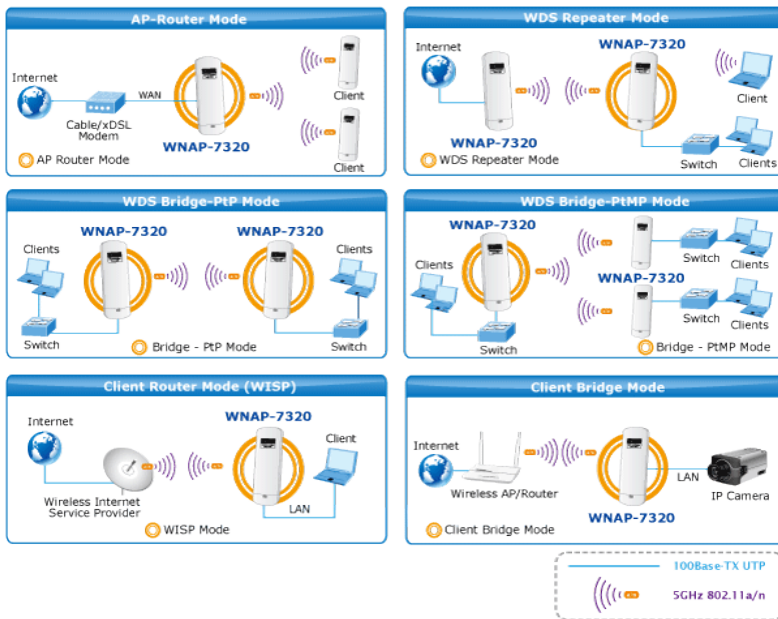 AP-Router Mode
Internet
WAN
Cable/xDSL
Modem
WNAP-7320
Client
Client
AP Router Mode
WDS Repeater Mode
Internet
WNAP-7320
WNAP-7320
Client
Switch
Clients
WDS Repeater Mode
WDS Bridge-PtP Mode
WNAP-7320
WNAP-7320
Clients
Clients
Switch
Switch
Bridge - PtP Mode
WDS Bridge-PtMP Mode
WNAP-7320
Clients
Switch
Switch
Clients
WNAP-7320
Switch
Clients
Bridge - PtMP Mode
Client Router Mode (WISP)
WNAP-7320
Internet
Client
Wireless Internet
Service Provider
LAN
WISP Mode
Client Bridge Mode
Internet
Wireless AP/Router
LAN
IP Camera
WNAP-7320
Client Bridge Mode
100Base-TX UTP
5GHz 802.11a/n